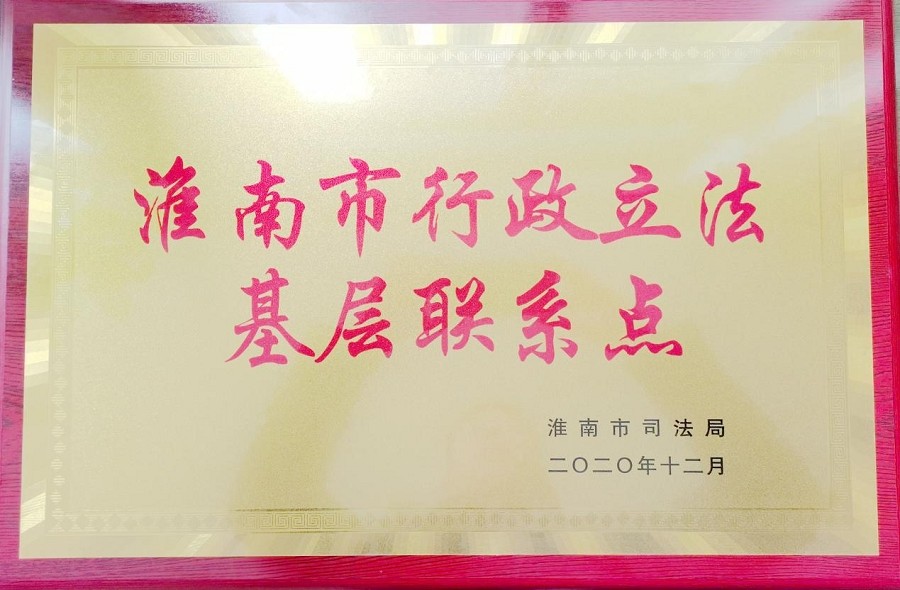 淮南市行政立法
基层联系点
淮南市司法局
二〇二〇年十二月